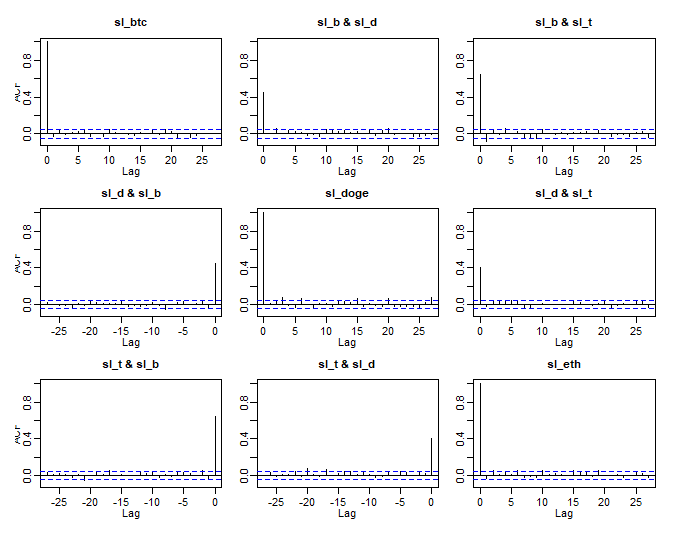 sl_btc sl_b & sl_d sl_b & sl_t
0.0 0.4 0.8 0.0 0.4 0.8 0.0 0.4 0.8
0 5 10 15 20 25 0 5 10 15 20 25 0 5 10 15 20 25
Lag Lag Lag
sl_d & sl_b sl_doge sl_d & sl_t
0.0 0.4 0.8 0.0 0.4 0.8 0.0 0.4 0.8
-25 -20 -15 -10 -5 0 0 5 10 15 20 25 0 5 10 15 20 25
Lag Lag Lag
sl_t & sl_b sl_t & sl_d sl_eth
0.0 0.4 0.8 0.0 0.4 0.8 0.0 0.4 0.8
-25 -20 -15 -10 -5 0 -25 -20 -15 -10 -5 0 0 5 10 15 20 25
Lag Lag Lag